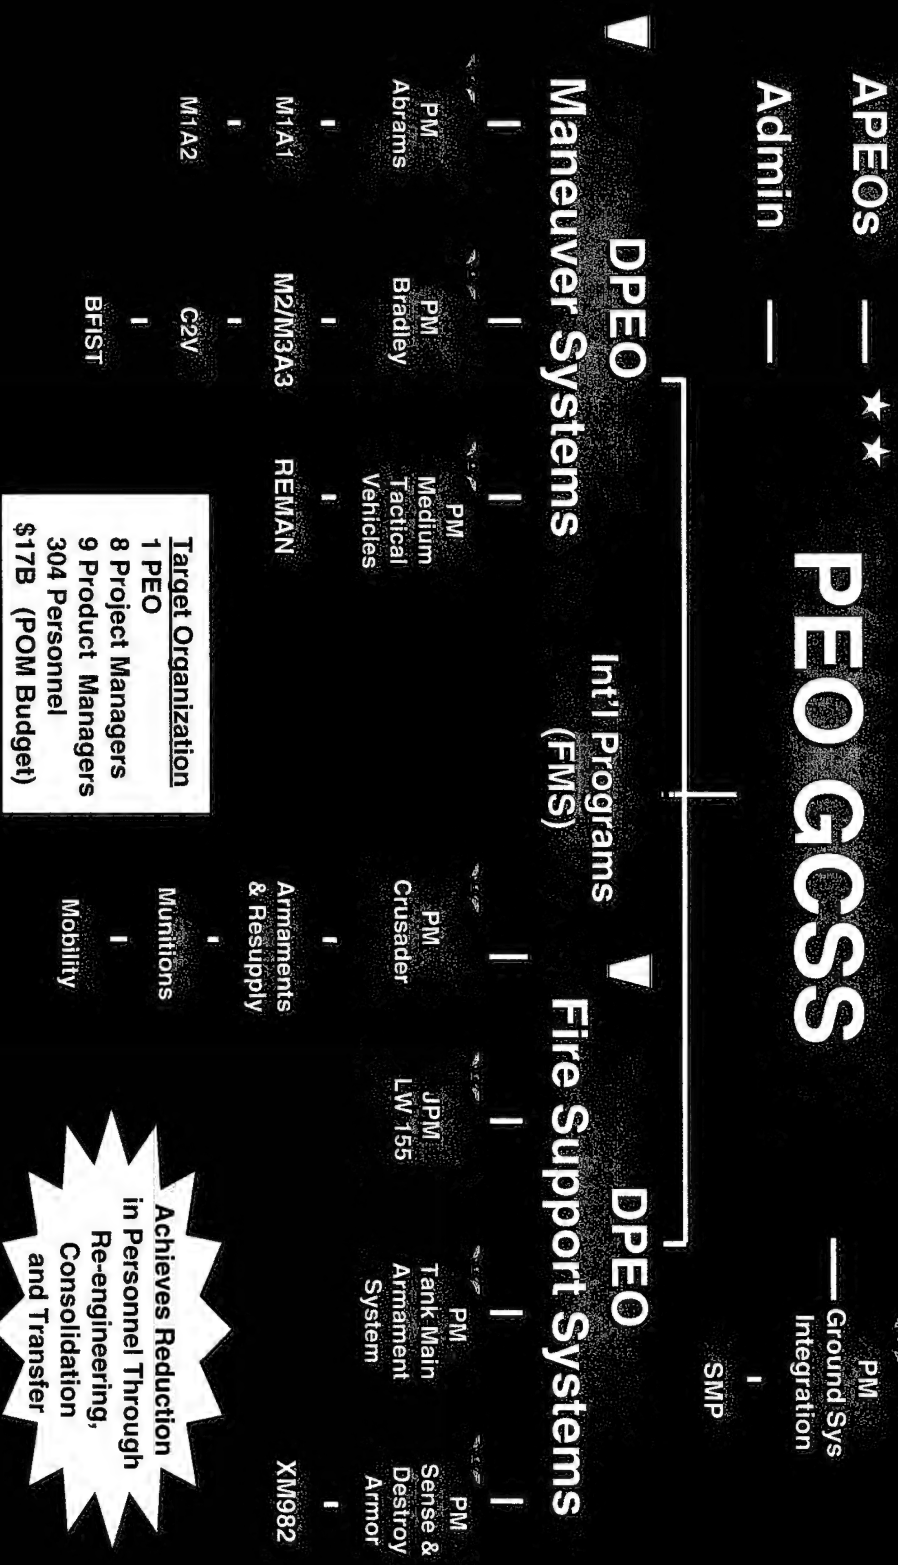 APEOs
Admin
PEO GCSS
PM
Ground Sys
Integration
SMP
DPEO
Maneuver Systems
Int'l Programs
(FMS)
DPEO
Fire Support Systems
PM
Abrams
M1A1
M1A2
PM
Bradley
M2/M3A3
C2V
BFIST
PM
Medium
Tactical
Vehicles
REMAN
PM
Crusader
Armaments
& Resupply
Munitions
Mobility
JPM
LW 155
PM
Tank Main
Armament
System
PM
Sense &
Destroy
Armor
XM982
Target Organization
1 PEO
8 Project Managers
9 Product Managers
304 Personnel
$17B (POM Budget)
Achieves Reduction
in Personnel Through
Re-engineering,
Consolidation
and Transfer